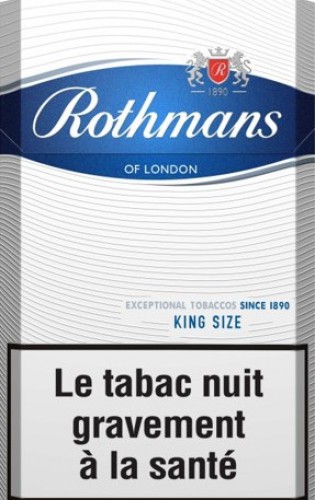 R
1890
Rothmans
OF LONDON
EXCEPTIONAL TOBACCOS SINCE 1890
KING SIZE
Le tabac nuit
gravement
à la santé